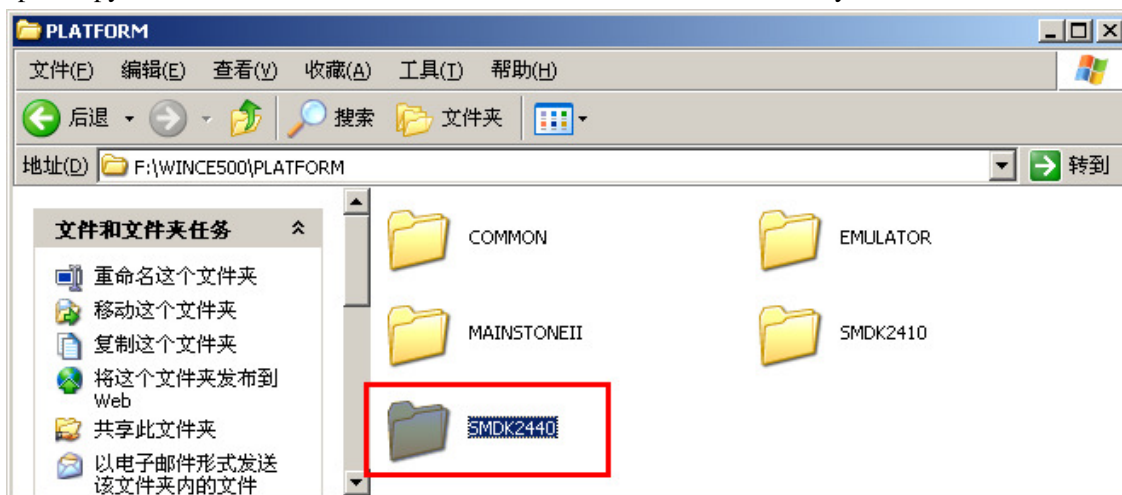 PLATFORM
文件(F) 编辑(E) 查看(V) 收藏(A) 工具(T) 帮助(H)
后退 搜索 文件夹
地址(D) F:\WINCE500\PLATFORM 转到
文件和文件夹任务
重命名这个文件夹
移动这个文件夹
复制这个文件夹
将这个文件夹发布到
Web
共享此文件夹
以电子邮件形式发送
该文件夹内的文件
COMMON
EMULATOR
MAINSTONEII
SMDK2410
SMDK2440